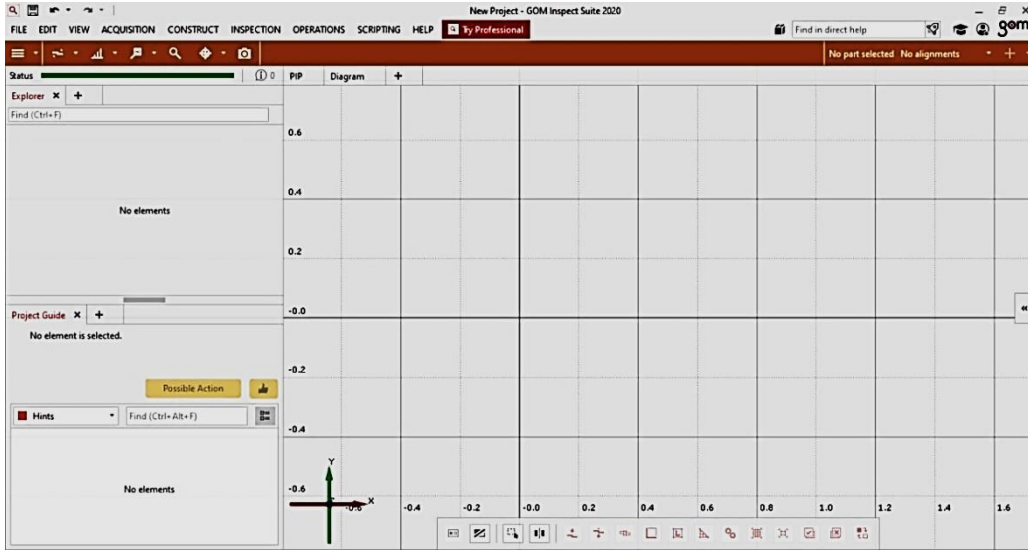 New Project - GOM Inspect Suite 2020
FILE EDIT VIEW ACQUISITION CONSTRUCT INSPECTION OPERATIONS SCRIPTING HELP Try Professional Find in direct help gom
No part selected No alignments
Status 0 PIP Diagram +
Explorer × +
Find (Ctrl+F)
0.6
0.4
No elements
0.2
Project Guide × +
-0.0
No element is selected.
-0.2
Possible Action
Hints Find (Ctrl+Alt+F)
-0.4
Y
No elements
-0.6
X
-0.6 -0.4 -0.2 -0.0 0.2 0.4 0.6 0.8 1.0 1.2 1.4 1.6